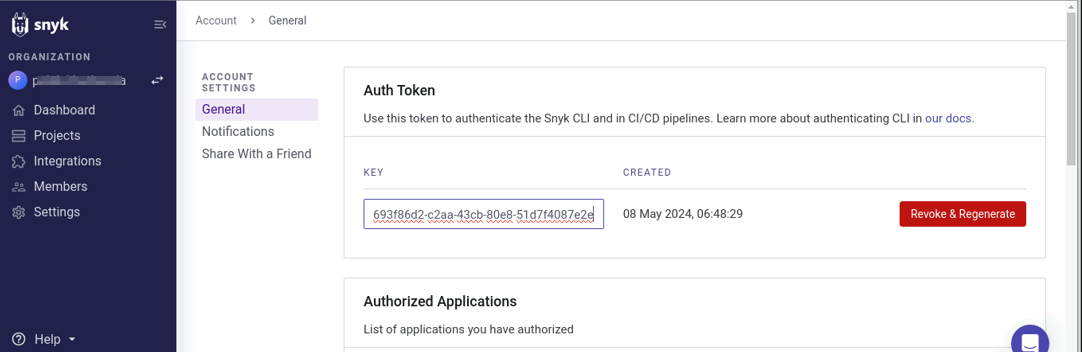 snyk
Account > General
ORGANIZATION
P
Dashboard
Projects
Integrations
Members
Settings
Help
ACCOUNT
SETTINGS
General
Notifications
Share With a Friend
Auth Token
Use this token to authenticate the Snyk CLI and in CI/CD pipelines. Learn more about authenticating CLI in our docs.
KEY
CREATED
693f86d2-c2aa-43cb-80e8-51d7f4087e2e
08 May 2024, 06:48:29
Revoke & Regenerate
Authorized Applications
List of applications you have authorized